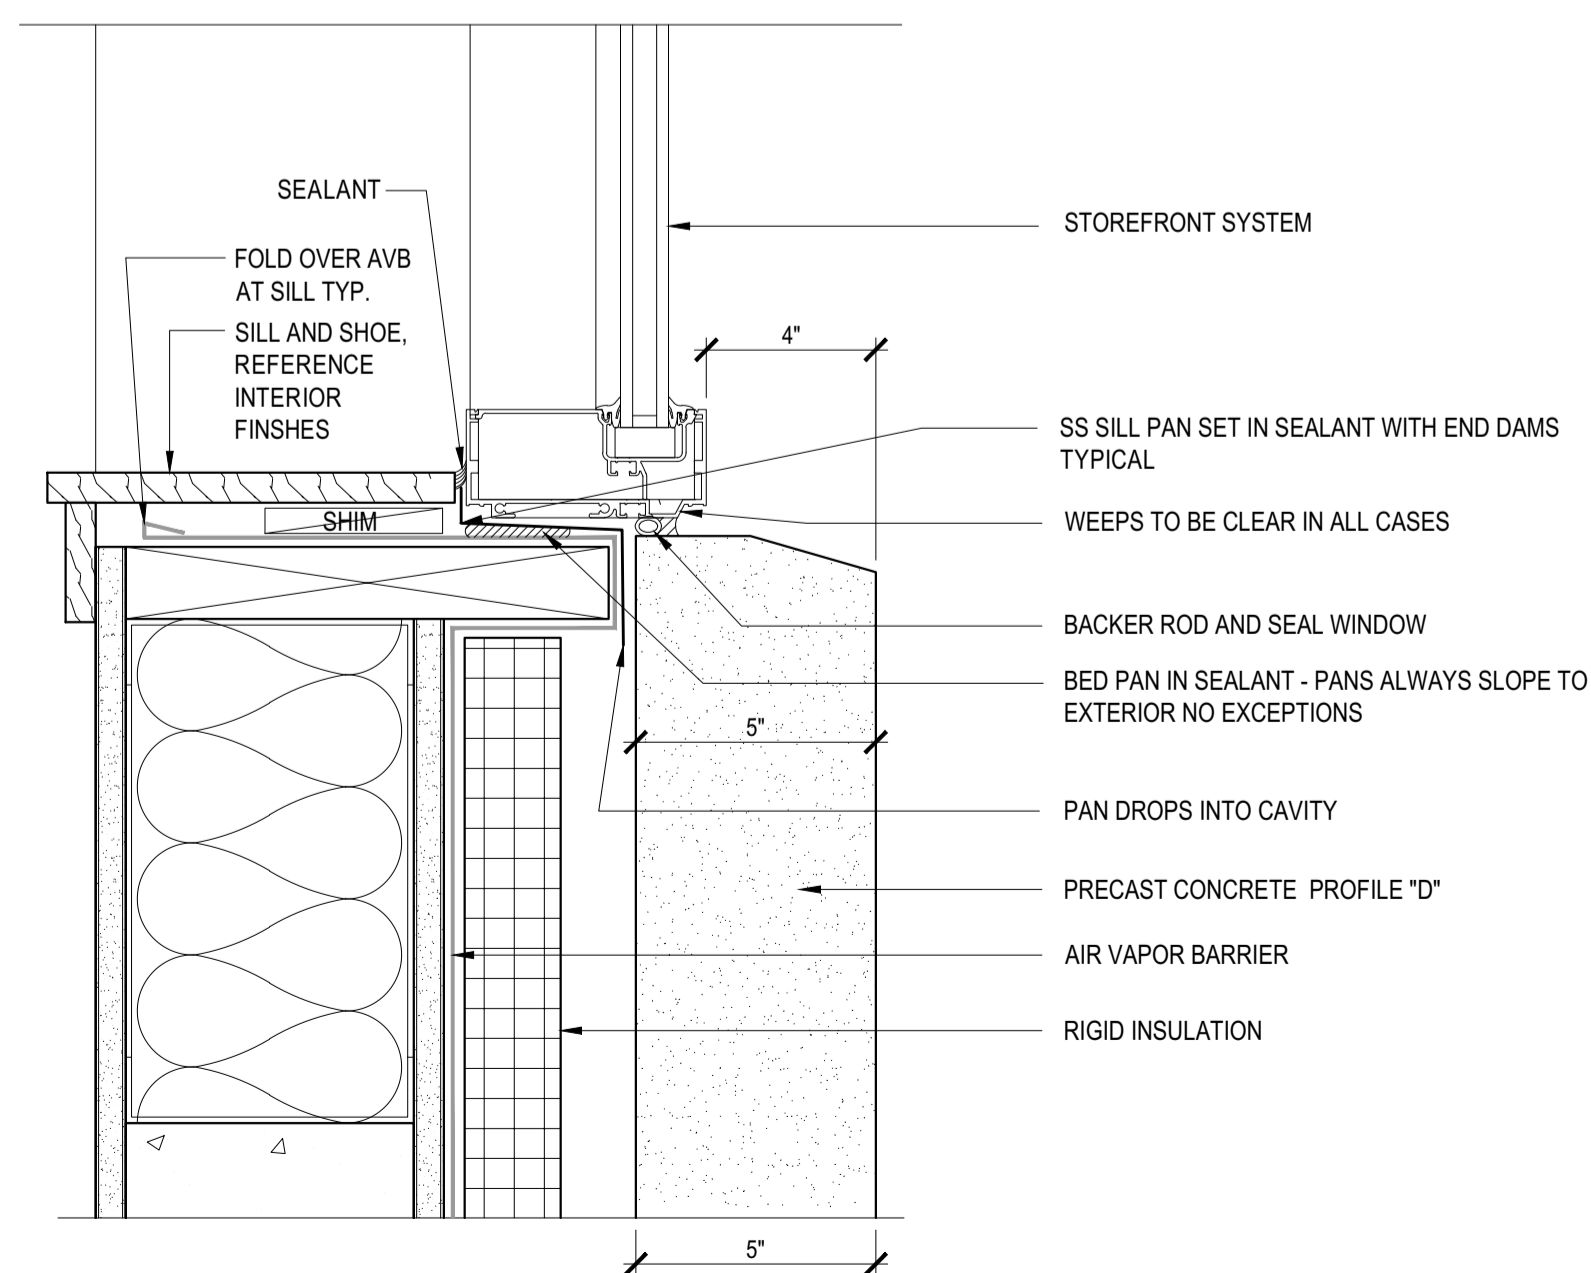 SEALANT
FOLD OVER AVB
AT SILL TYP.
SILL AND SHOE,
REFERENCE
INTERIOR
FINSHES
SHIM
STOREFRONT SYSTEM
4"
SS SILL PAN SET IN SEALANT WITH END DAMS
TYPICAL
WEEPS TO BE CLEAR IN ALL CASES
BACKER ROD AND SEAL WINDOW
BED PAN IN SEALANT - PANS ALWAYS SLOPE TO
EXTERIOR NO EXCEPTIONS
5"
PAN DROPS INTO CAVITY
PRECAST CONCRETE PROFILE "D"
AIR VAPOR BARRIER
RIGID INSULATION
5"